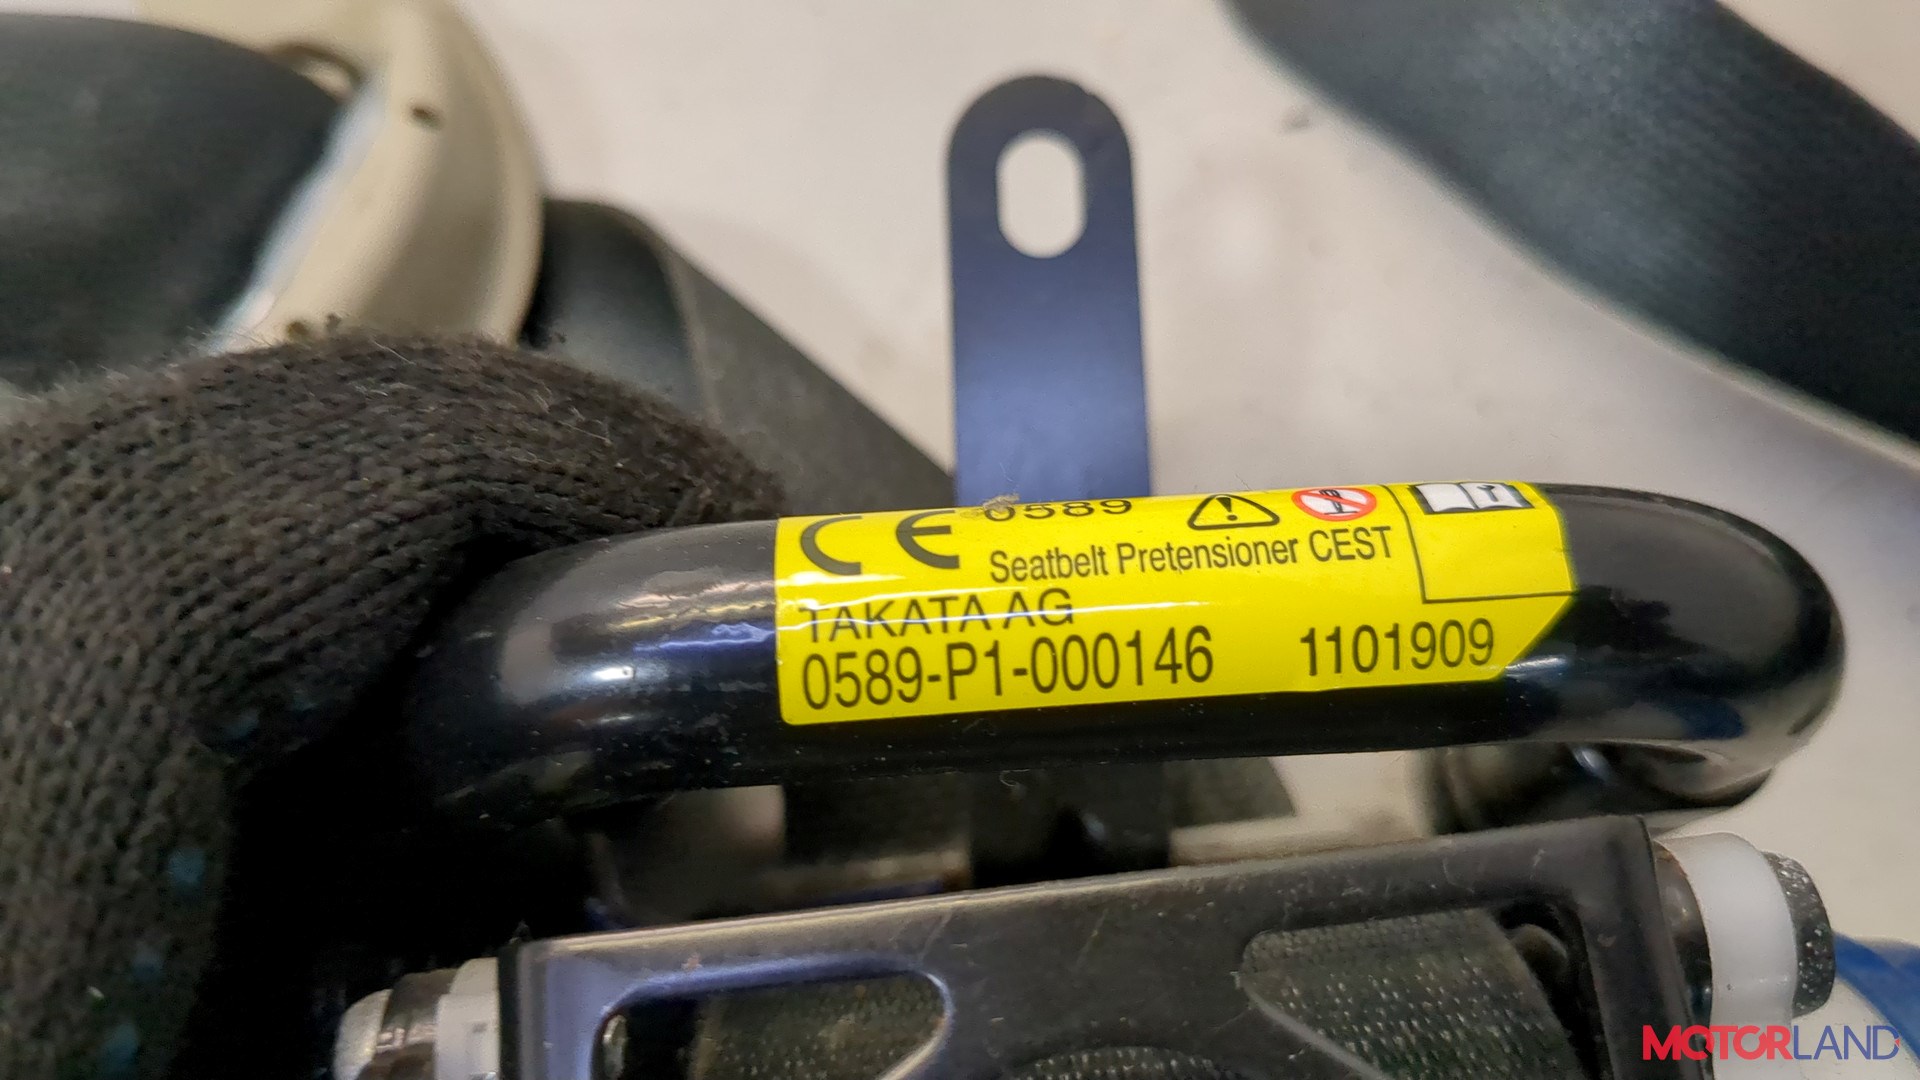 CE 0589
Seatbelt Pretensioner CEST
TAKATA AG
0589-P1-000146 1101909
MOTORLAND